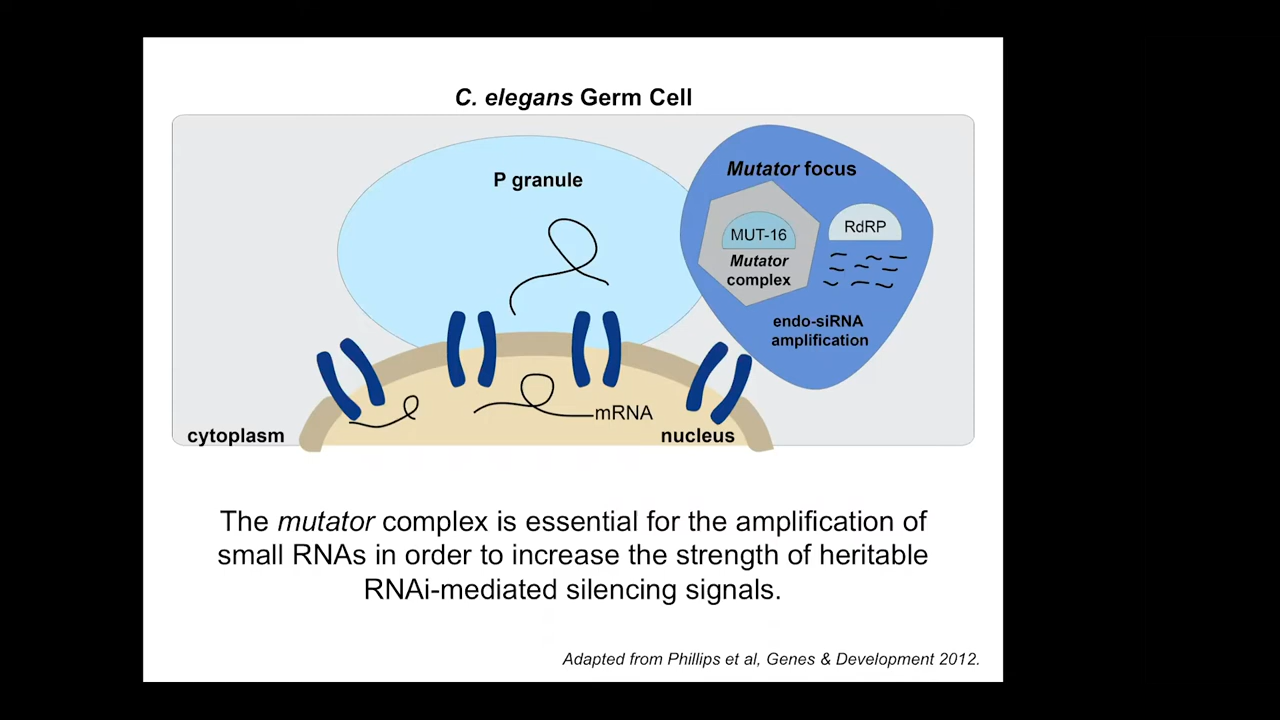 C. elegans Germ Cell
P granule
Mutator focus
MUT-16
Mutator
complex
RdRP
endo-siRNA
amplification
mRNA
cytoplasm
nucleus
The mutator complex is essential for the amplification of
small RNAs in order to increase the strength of heritable
RNAi-mediated silencing signals.
Adapted from Phillips et al, Genes & Development 2012.